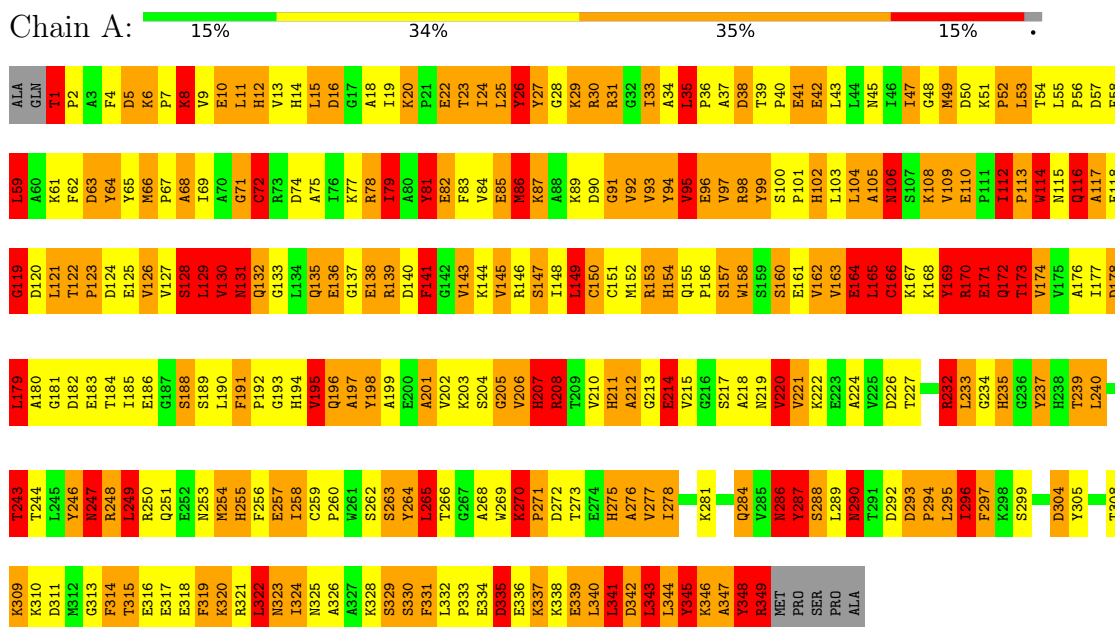 Chain A:
15% 34% 35% 15% •
ALA GLN T1 P2 A3 F4 D5 K6 P7 K8 V9 E10 L11 H12 V13 H14 L15 D16 G17 A18 I19 K20 P21 E22 T23 I24 L25 Y26 Y27 G28 K29 R30 R31 G32 I33 A34 L35 P36 A37 D38 T39 P40 E41 E42 L43 L44 N45 I46 I47 G48 M49 D50 K51 P52 L53 T54 L55 P56 D57 F58
L59 A60 K61 F62 D63 Y64 Y65 M66 P67 A68 I69 A70 G71 C72 R73 D74 A75 I76 K77 R78 I79 A80 Y81 E82 F83 V84 E85 M86 K87 A88 K89 D90 G91 V92 V93 Y94 V95 E96 V97 R98 Y99 S100 P101 H102 L103 L104 A105 N106 S107 K108 V109 E110 P111 I112 P113 W114 N115 Q116 A117 E118
G119 D120 L121 T122 P123 D124 E125 V126 V127 S128 L129 V130 N131 Q132 G133 L134 Q135 E136 G137 E138 R139 D140 F141 G142 V143 K144 V145 R146 S147 I148 L149 C150 C151 M152 R153 H154 Q155 P156 S157 W158 S159 S160 E161 V162 V163 E164 L165 C166 K167 K168 Y169 R170 E171 Q172 T173 V174 V175 A176 I177 D178
L179 A180 G181 D182 E183 T184 I185 E186 G187 S188 S189 L190 F191 P192 G193 H194 V195 Q196 A197 Y198 A199 E200 A201 V202 K203 S204 G205 V206 H207 R208 T209 V210 H211 A212 G213 E214 V215 G216 S217 A218 N219 V220 V221 K222 E223 A224 V225 D226 T227 R232 L233 G234 H235 G236 Y237 H238 T239 L240
T243 T244 L245 Y246 N247 R248 L249 R250 Q251 E252 N253 M254 H255 F256 E257 I258 C259 P260 W261 S262 S263 Y264 L265 T266 G267 A268 W269 K270 P271 D272 T273 E274 H275 A276 V277 I278 K281 Q284 V285 N286 Y287 S288 L289 N290 T291 D292 D293 P294 L295 I296 F297 K298 S299 D304 Y305 T308
K309 K310 D311 M312 G313 F314 T315 E316 E317 E318 F319 K320 R321 L322 N323 I324 N325 A326 A327 K328 S329 S330 F331 L332 P333 E334 D335 E336 K337 K338 E339 L340 L341 D342 L343 L344 Y345 K346 A347 Y348 R349 MET PRO SER PRO ALA